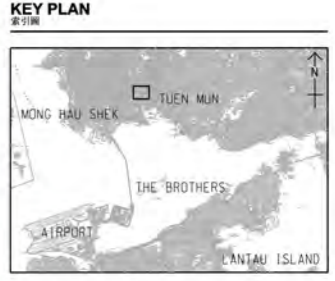 KEY PLAN
索引圖
N
TUEN MUN
MONG HAU SHEK
THE BROTHERS
AIRPORT
LANTAU ISLAND